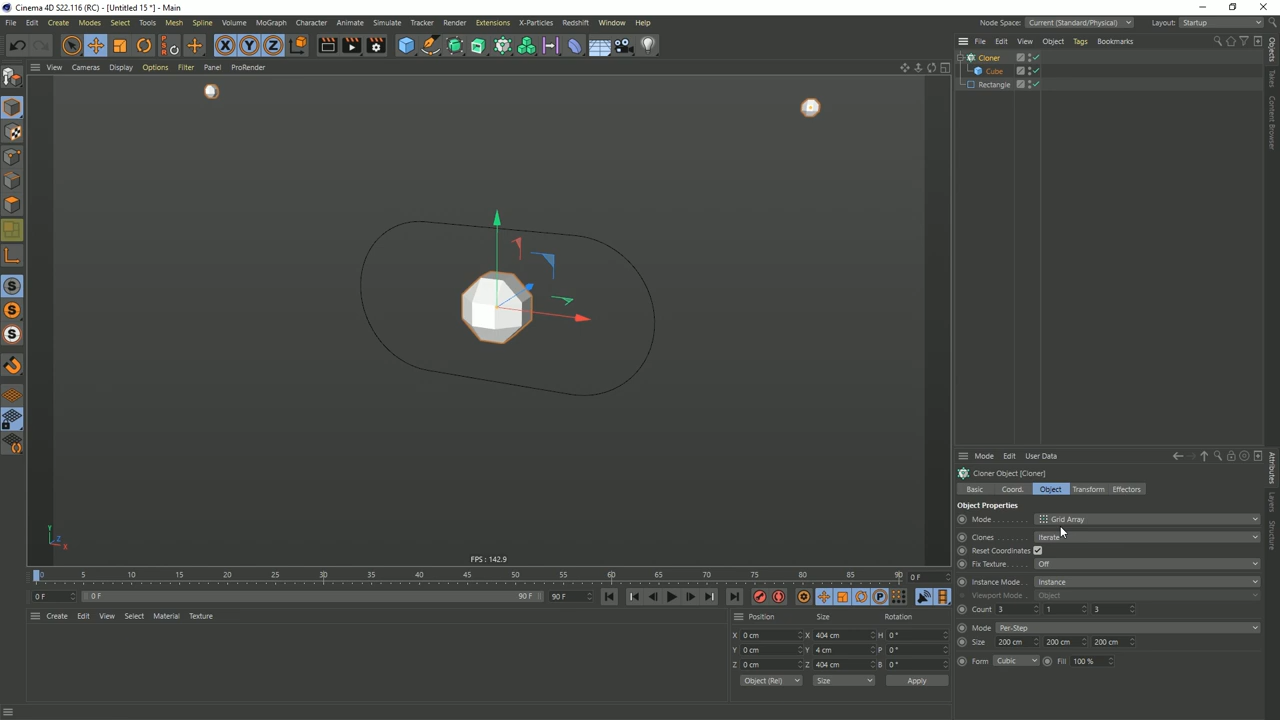 Cinema 4D S22.116 (RC) - [Untitled 15 *] - Main
File Edit Create Modes Select Tools Mesh Spline Volume MoGraph Character Animate Simulate Tracker Render Extensions X-Particles Redshift Window Help
Node Space: Current (Standard/Physical) Layout: Startup
View Cameras Display Options Filter Panel ProRender
File Edit View Object Tags Bookmarks
Cloner
Cube
Rectangle
Objects
Takes
Content Browser
Y
Z
X
FPS : 142.9
Mode Edit User Data
Cloner Object [Cloner]
Basic Coord. Object Transform Effectors
Object Properties
Mode . . . . . . . Grid Array
Clones . . . . . . . Iterate
Reset Coordinates
Fix Texture. . . . . Off
Instance Mode. . Instance
Viewport Mode . Object
Count 3 1 3
Mode Per-Step
Size 200 cm 200 cm 200 cm
Form Cubic Fill 100 %
Attributes
Layers
Structure
0 5 10 15 20 25 30 35 40 45 50 55 60 65 70 75 80 85 90 0 F
0 F 0 F 90 F 90 F
Create Edit View Select Material Texture
Position Size Rotation
X 0 cm X 404 cm H 0 °
Y 0 cm Y 4 cm P 0 °
Z 0 cm Z 404 cm B 0 °
Object (Rel) Size Apply